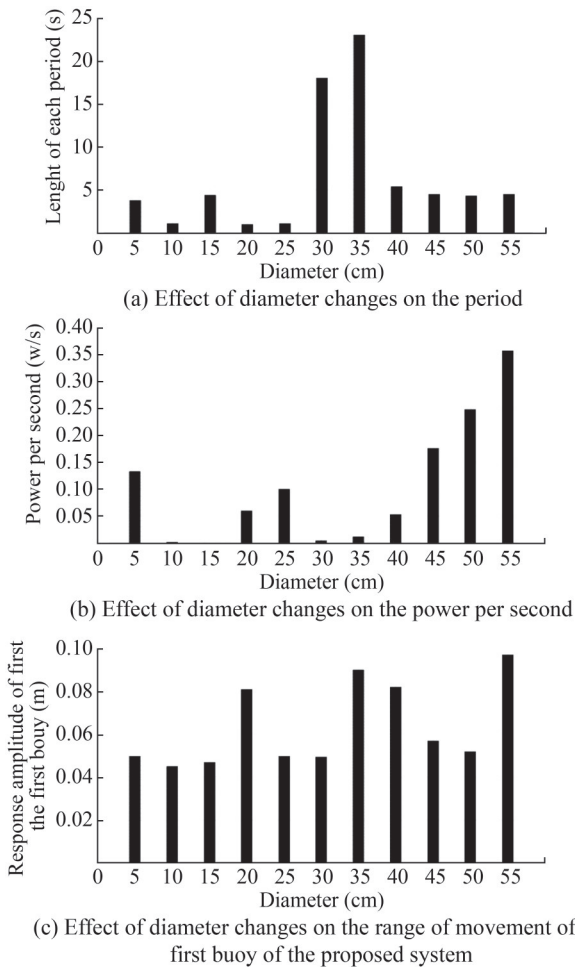 25
20
15
10
5
Lenght of each period (s)
0 5 10 15 20 25 30 35 40 45 50 55
Diameter (cm)
(a) Effect of diameter changes on the period
0.40
0.35
0.30
0.25
0.20
0.15
0.10
0.05
Power per second (w/s)
0 5 10 15 20 25 30 35 40 45 50 55
Diameter (cm)
(b) Effect of diameter changes on the power per second
0.10
0.08
0.06
0.04
0.02
Response amplitude of first
the first bouy (m)
0 5 10 15 20 25 30 35 40 45 50 55
Diameter (cm)
(c) Effect of diameter changes on the range of movement of
first buoy of the proposed system